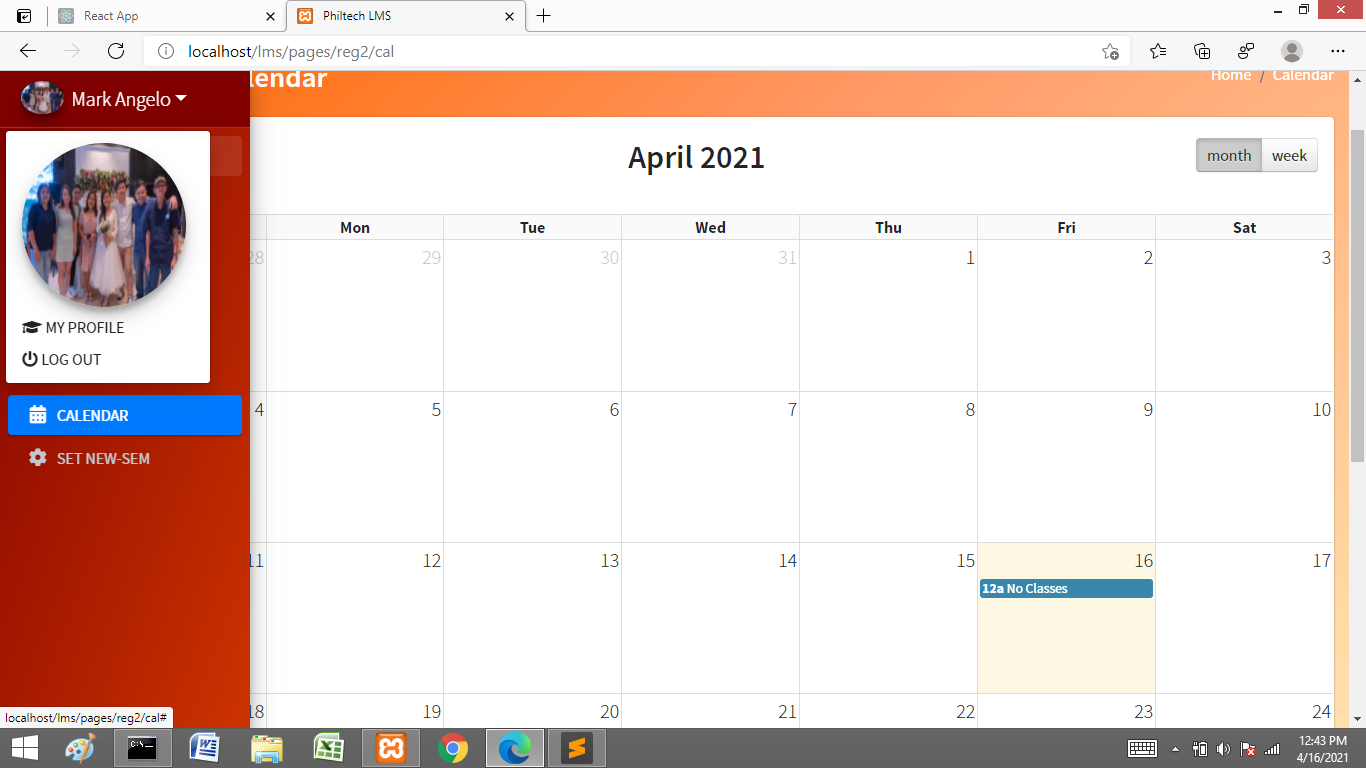 React App
Philtech LMS
localhost/lms/pages/reg2/cal
Mark Angelo
lendar
Home / Calendar
MY PROFILE
LOG OUT
CALENDAR
SET NEW-SEM
April 2021
month week
Mon Tue Wed Thu Fri Sat
28 29 30 31 1 2 3
4 5 6 7 8 9 10
11 12 13 14 15 16 17
12a No Classes
18 19 20 21 22 23 24
localhost/lms/pages/reg2/cal#
12:43 PM
4/16/2021